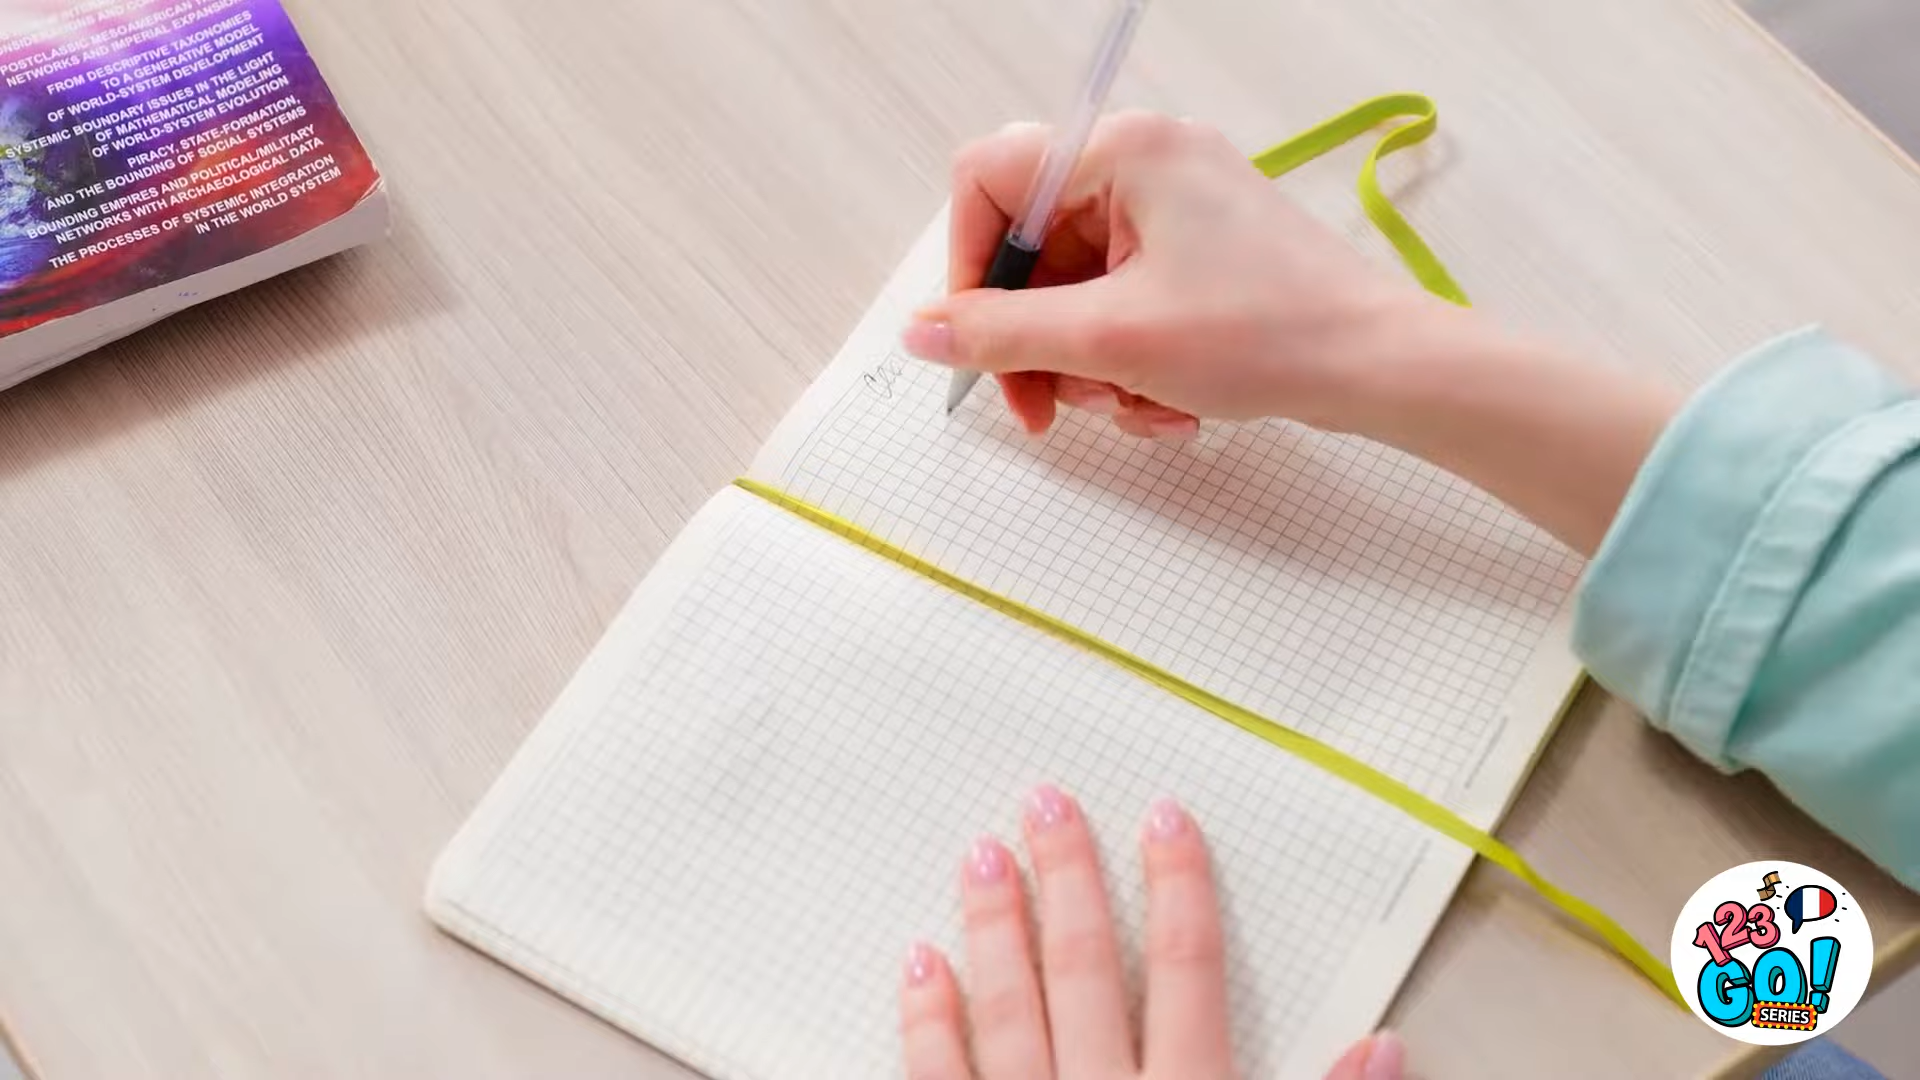 POSTCLASSIC MESOAMERICAN
NETWORKS AND IMPERIAL EXPANSION
FROM DESCRIPTIVE TAXONOMIES
TO A GENERATIVE MODEL
OF WORLD-SYSTEM DEVELOPMENT
SYSTEMIC BOUNDARY ISSUES IN THE LIGHT
OF MATHEMATICAL MODELING
OF WORLD-SYSTEM EVOLUTION
PIRACY, STATE-FORMATION,
AND THE BOUNDING OF SOCIAL SYSTEMS
BOUNDING EMPIRES AND POLITICAL/MILITARY
NETWORKS WITH ARCHAEOLOGICAL DATA
THE PROCESSES OF SYSTEMIC INTEGRATION
IN THE WORLD SYSTEM
123
GO!
SERIES